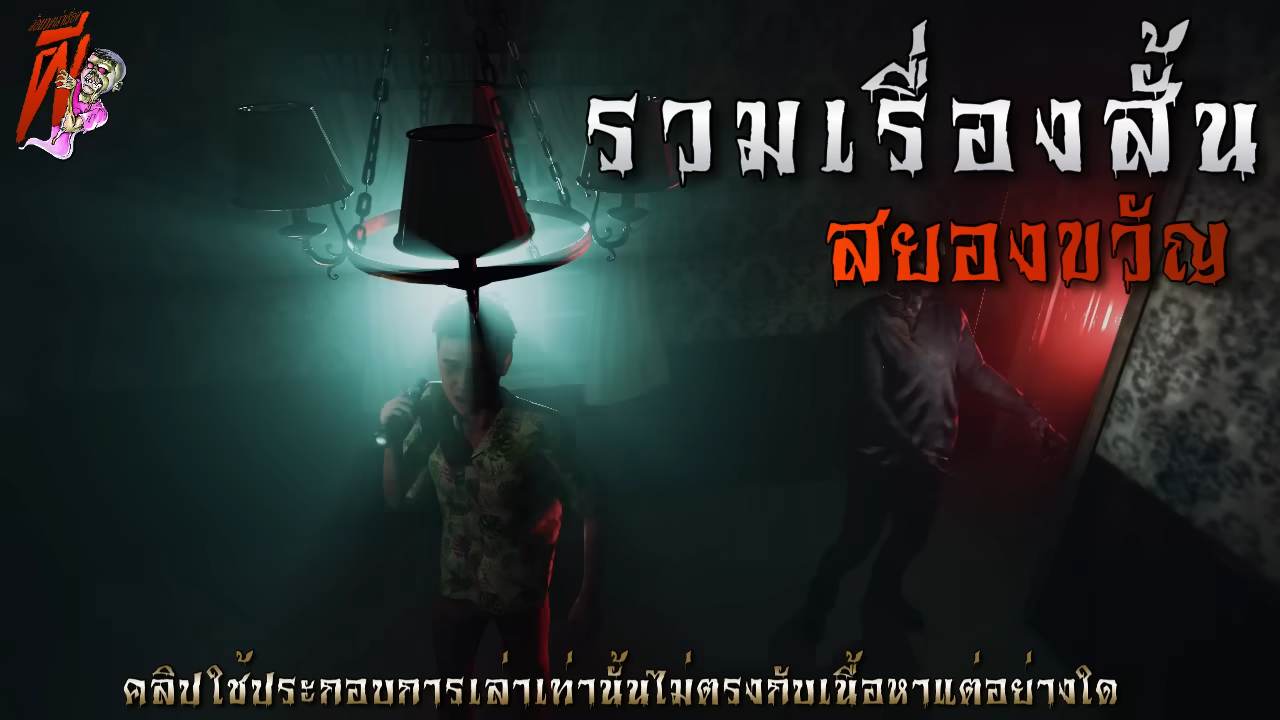 ผี
รวมเรื่องสั้น
สยองขวัญ
คลิปใช้ประกอบการเล่าเท่านั้นไม่ตรงกับเนื้อหาแต่อย่างใด